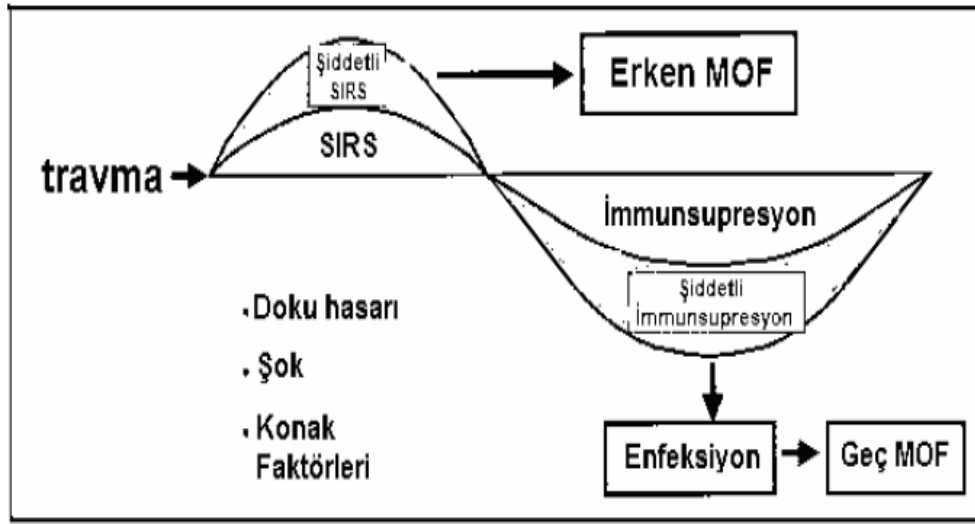 Şiddetli
SIRS
Erken MOF
SIRS
travma
İmmunsupresyon
Şiddetli
İmmunsupresyon
. Doku hasarı
. Şok
. Konak
Faktörleri
Enfeksiyon
Geç MOF